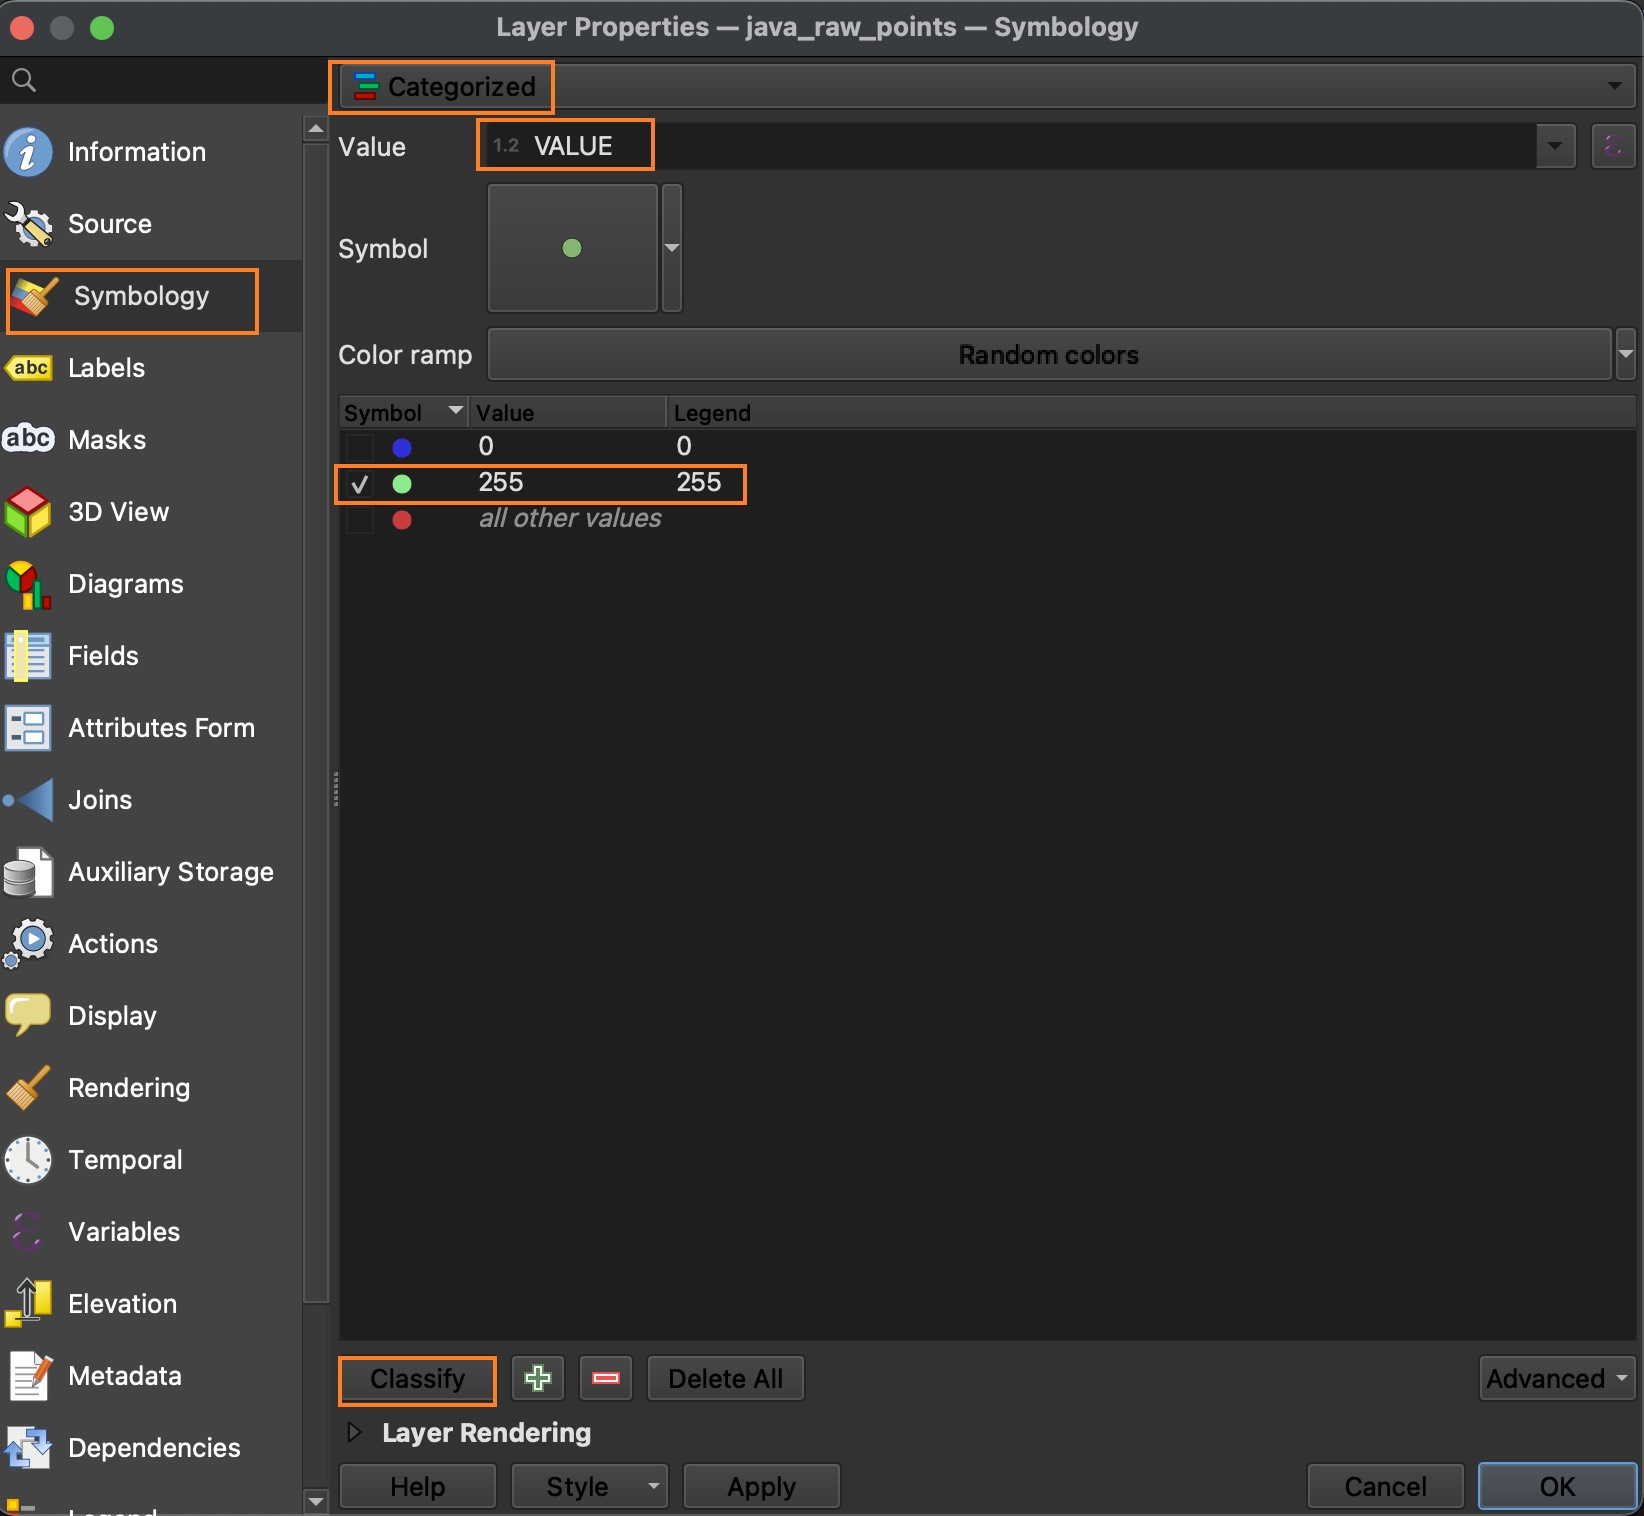 Layer Properties — java_raw_points — Symbology
Categorized
Information
Value
1.2 VALUE
Source
Symbol
Symbology
Color ramp
Random colors
abc Labels
Symbol Value Legend
0 0
abc Masks
255 255
all other values
3D View
Diagrams
Fields
Attributes Form
Joins
Auxiliary Storage
Actions
Display
Rendering
Temporal
Variables
Elevation
Metadata
Classify
Delete All
Advanced
Layer Rendering
Dependencies
Help
Style
Apply
Cancel
OK
Legend